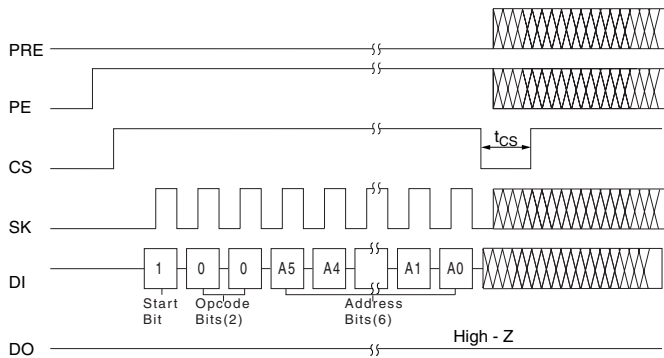 PRE
PE
CS
tCS
SK
DI
1 0 0 A5 A4 A1 A0
Start Bit
Opcode Bits(2)
Address Bits(6)
High - Z
DO